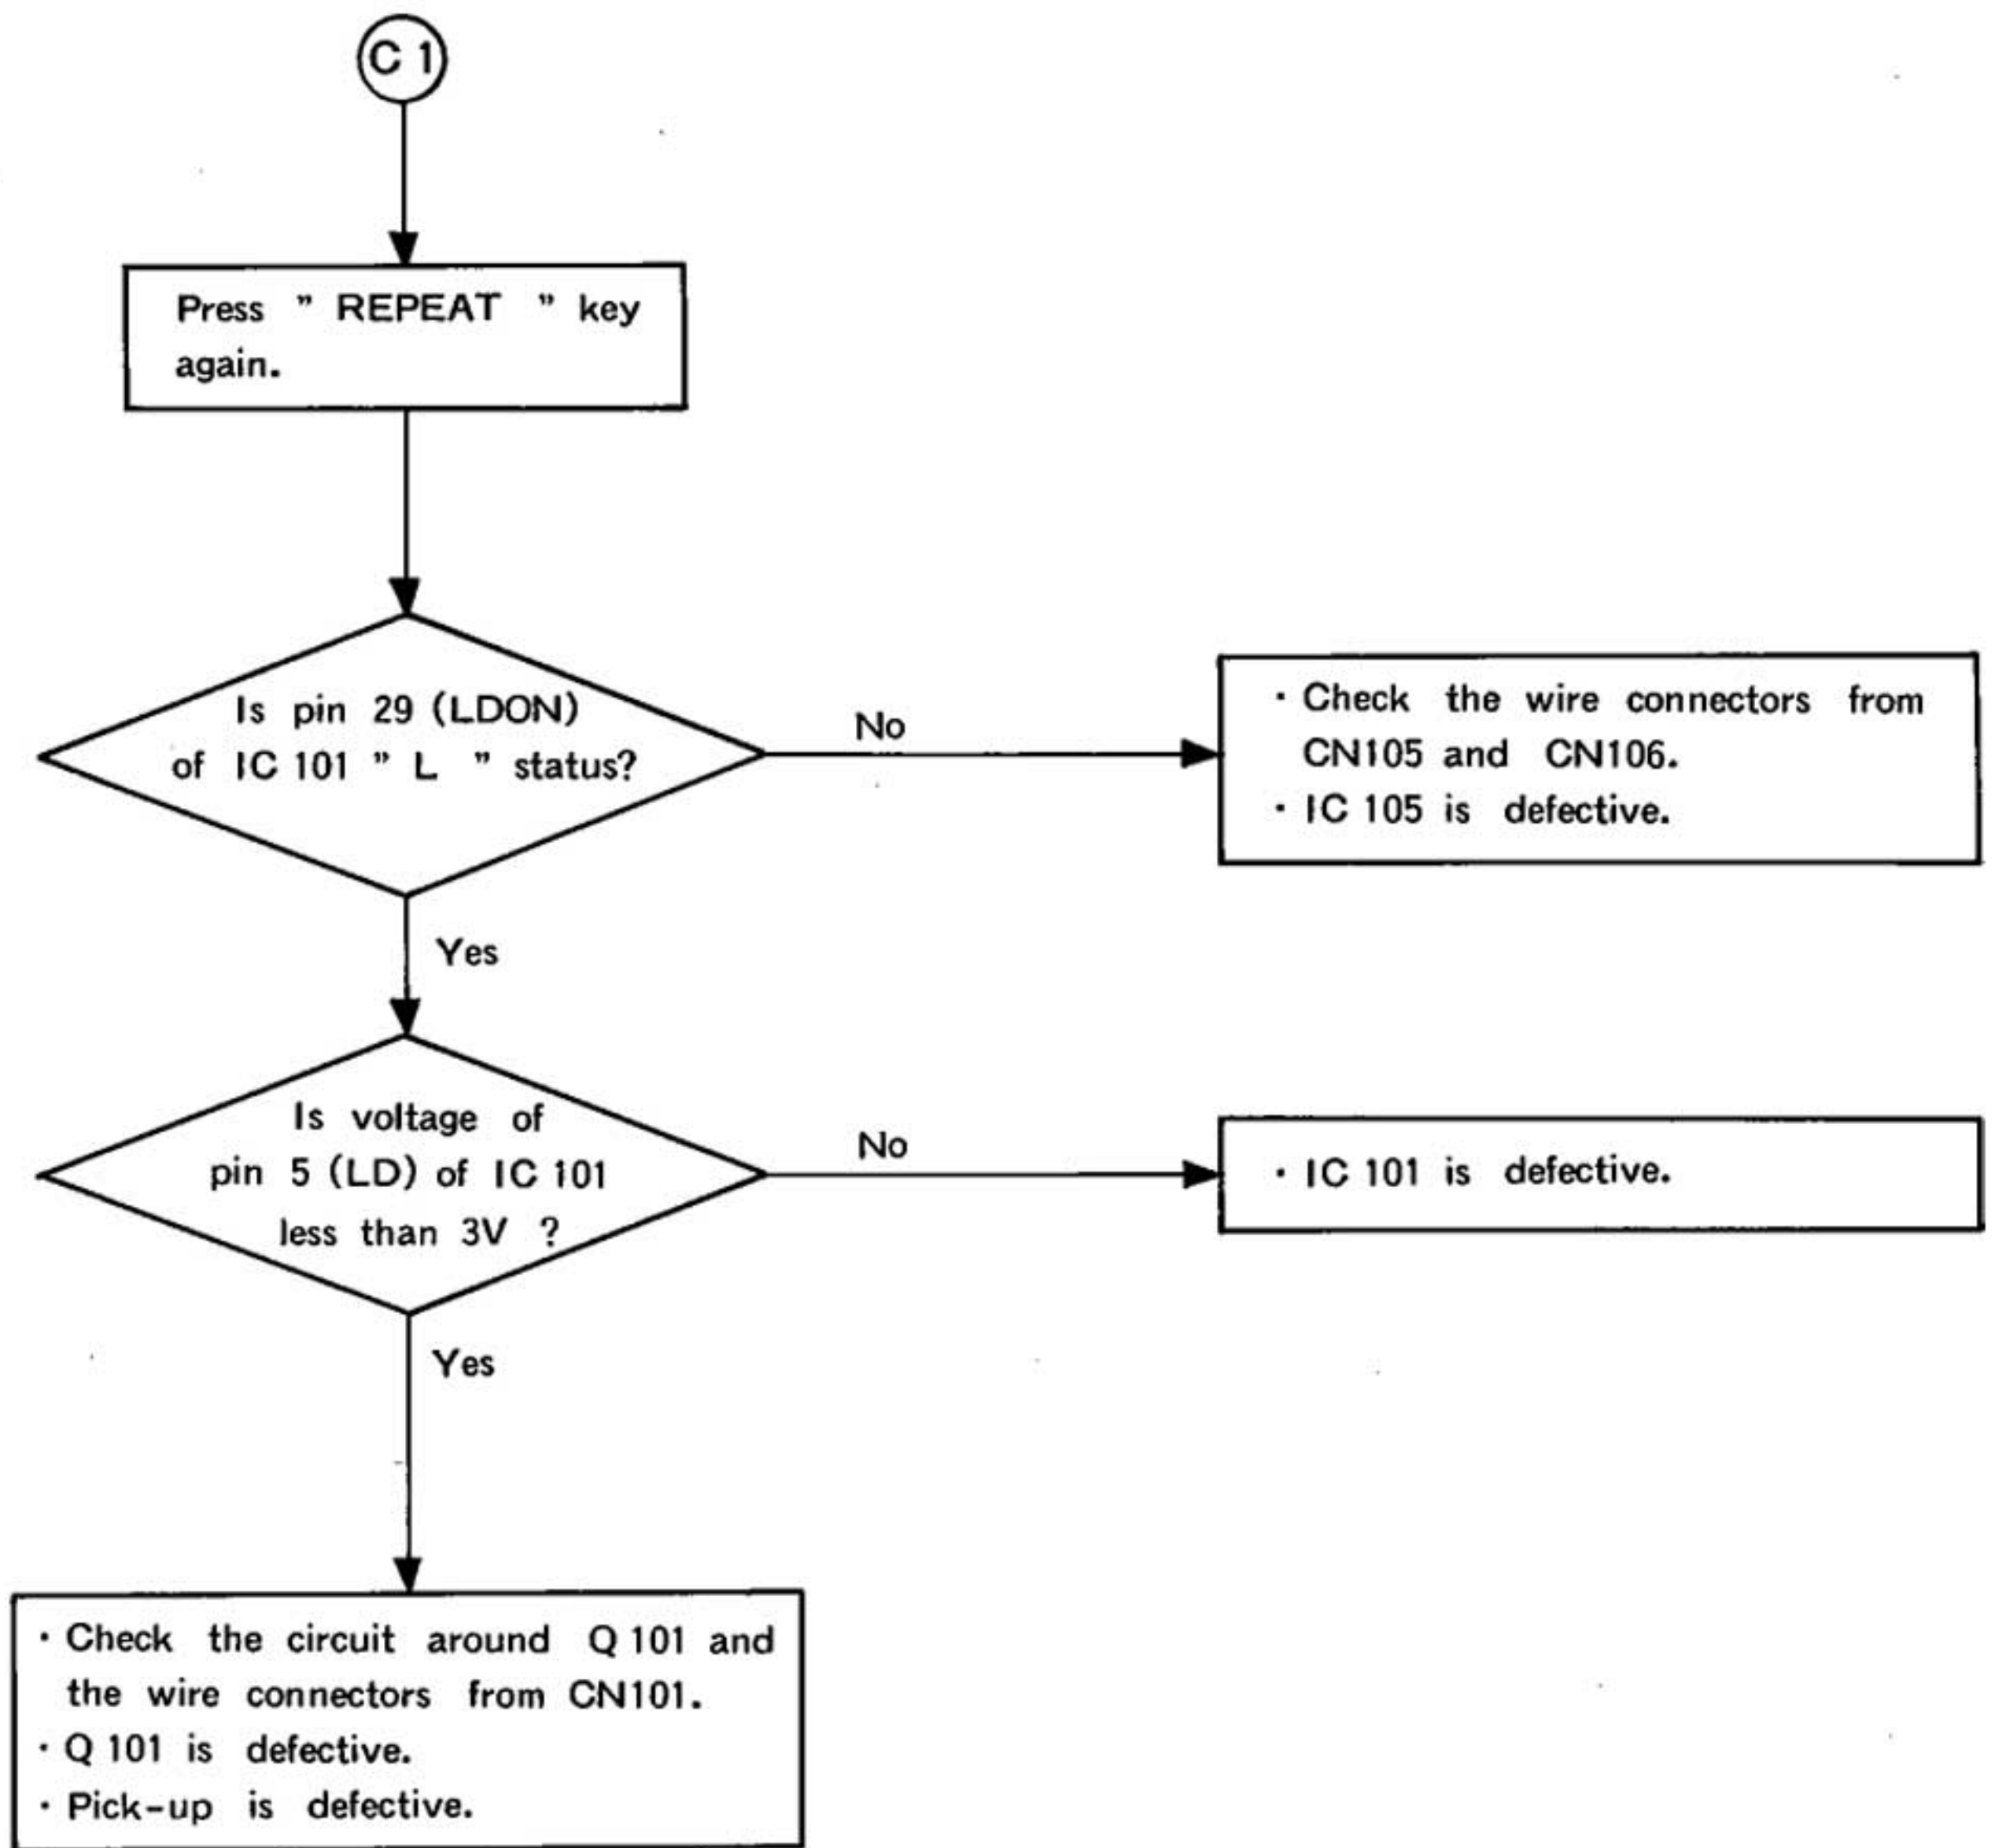 C 1
Press " REPEAT " key
again.
Is pin 29 (LDON)
of IC 101 " L " status?
No
· Check the wire connectors from
CN105 and CN106.
· IC 105 is defective.
Yes
Is voltage of
pin 5 (LD) of IC 101
less than 3V ?
No
· IC 101 is defective.
Yes
· Check the circuit around Q 101 and
the wire connectors from CN101.
· Q 101 is defective.
· Pick-up is defective.